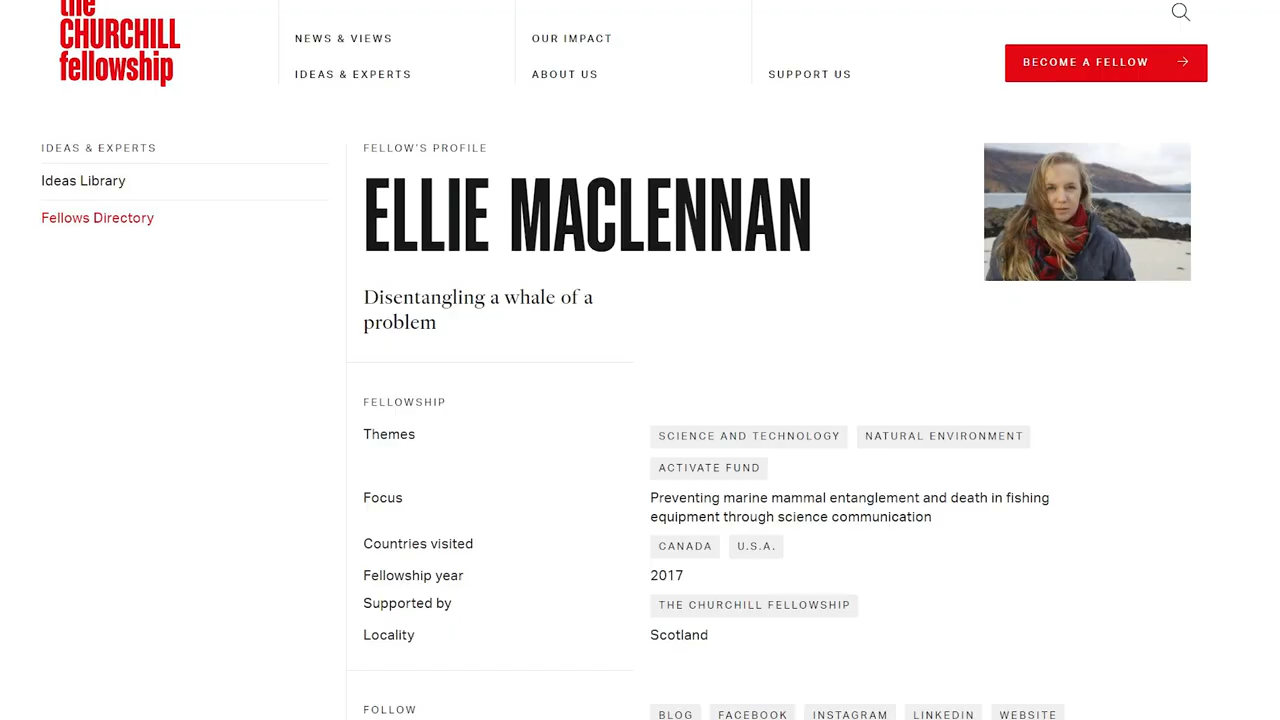 the
CHURCHILL
fellowship
NEWS & VIEWS
IDEAS & EXPERTS
OUR IMPACT
ABOUT US
SUPPORT US
BECOME A FELLOW
IDEAS & EXPERTS
Ideas Library
Fellows Directory
FELLOW'S PROFILE
ELLIE MACLENNAN
Disentangling a whale of a
problem
FELLOWSHIP
Themes
SCIENCE AND TECHNOLOGY NATURAL ENVIRONMENT
ACTIVATE FUND
Focus
Preventing marine mammal entanglement and death in fishing
equipment through science communication
Countries visited
CANADA U.S.A.
Fellowship year
2017
Supported by
THE CHURCHILL FELLOWSHIP
Locality
Scotland
FOLLOW
BLOG FACEBOOK INSTAGRAM LINKEDIN WEBSITE